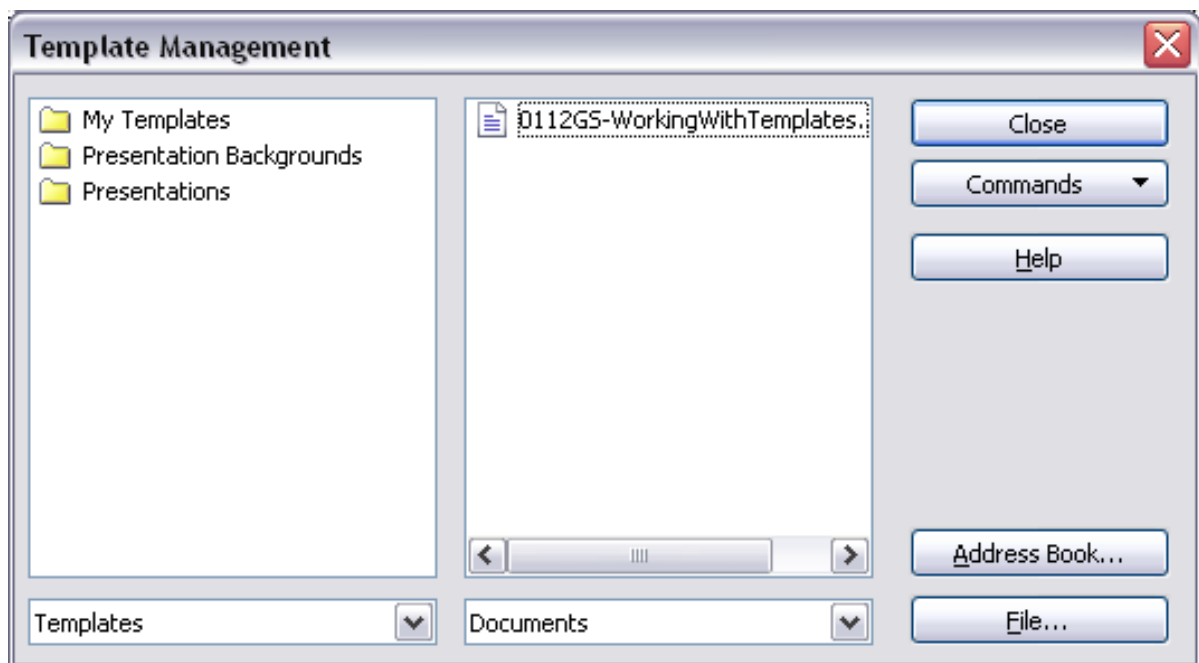 Template Management
My Templates
Presentation Backgrounds
Presentations
Templates
0112GS-WorkingWithTemplates.
Documents
Close
Commands
Help
Address Book...
File...